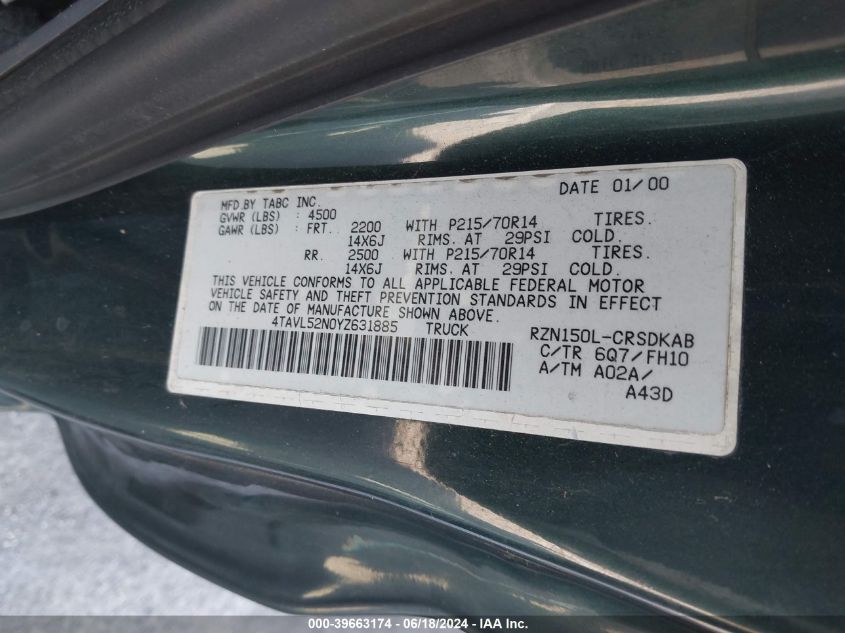 DATE 01/00
MFD.BY TABC INC.
GVWR (LBS) : 4500
GAWR (LBS) : FRT. 2200 WITH P215/70R14 TIRES.
14X6J RIMS. AT 29PSI COLD.
RR. 2500 WITH P215/70R14 TIRES.
14X6J RIMS. AT 29PSI COLD.
THIS VEHICLE CONFORMS TO ALL APPLICABLE FEDERAL MOTOR
VEHICLE SAFETY AND THEFT PREVENTION STANDARDS IN EFFECT
ON THE DATE OF MANUFACTURE SHOWN ABOVE.
4TAVL52N0YZ631885 TRUCK RZN150L-CRSDKAB
C/TR 6Q7/FH10
A/TM A02A/
A43D
000-39663174 | 06/18/2024 | IAA Inc.